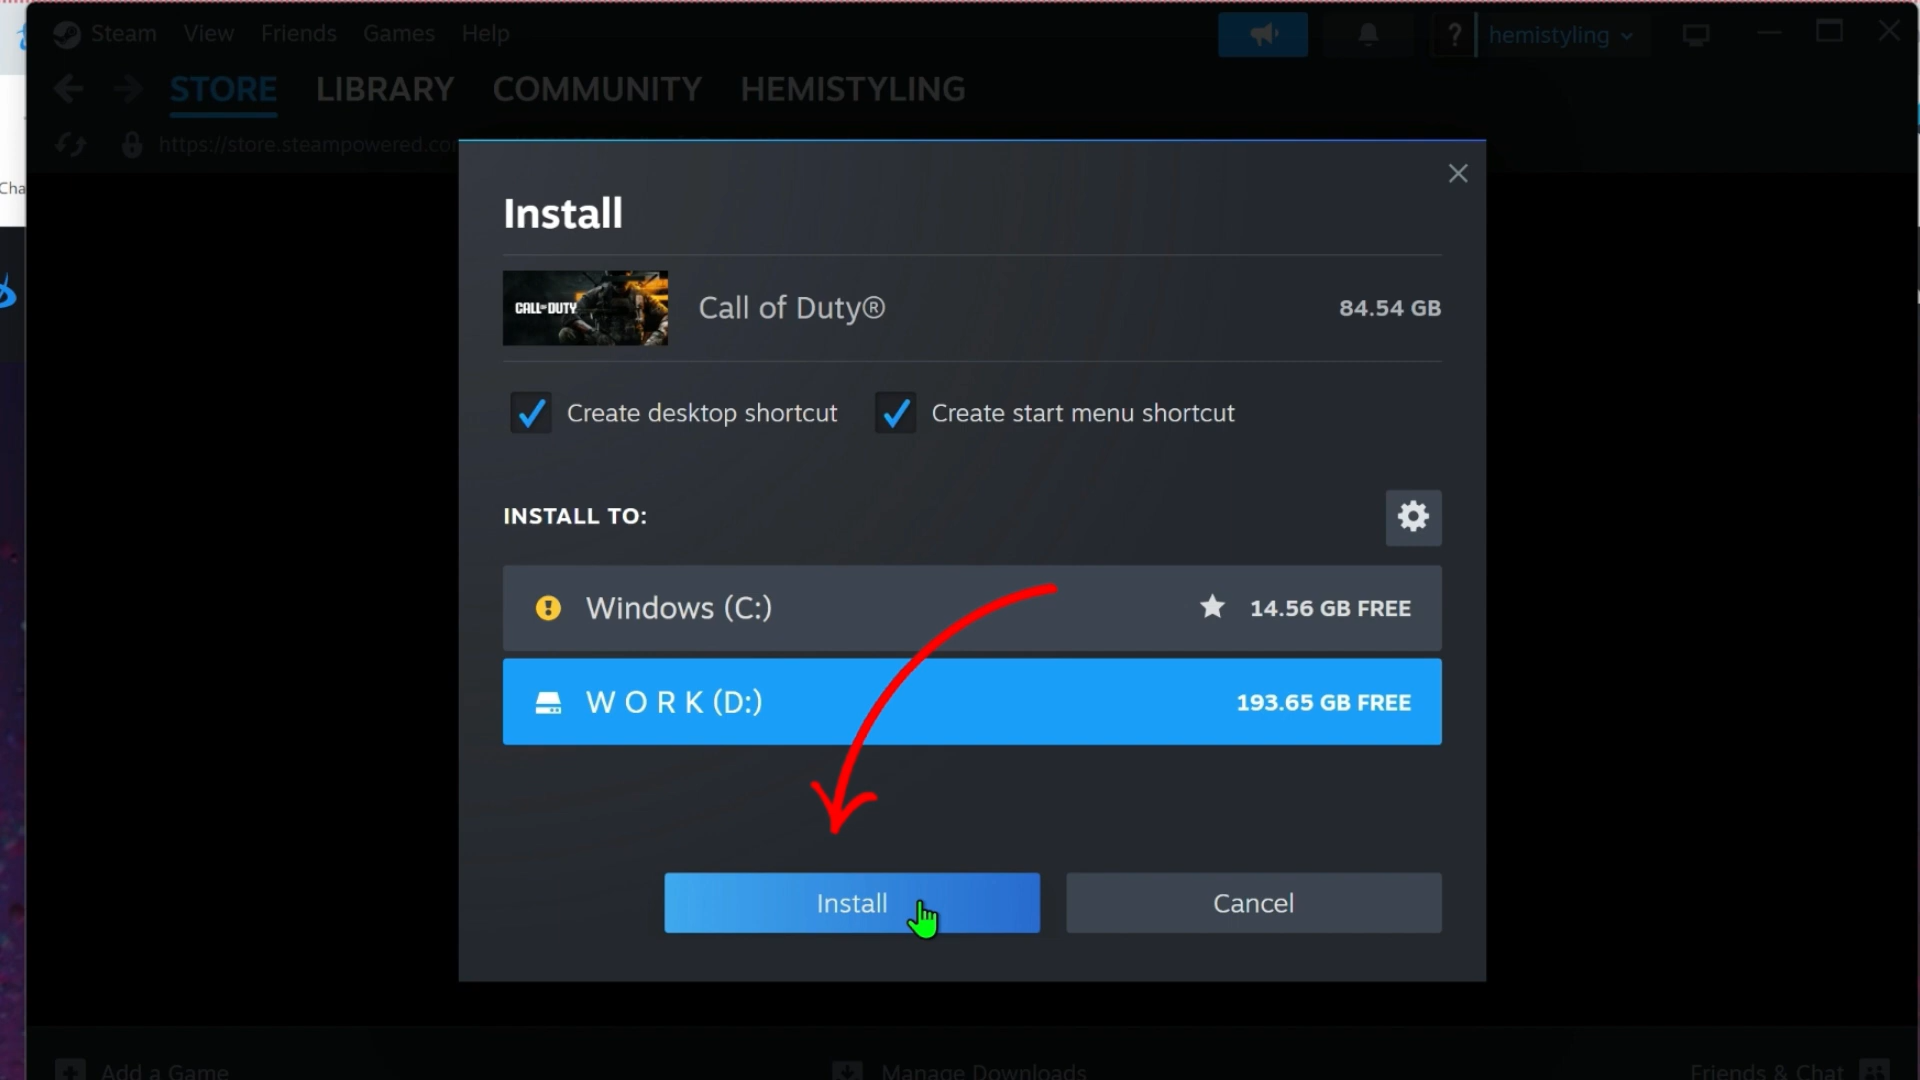 Steam View Friends Games Help
? hemistyling
STORE LIBRARY COMMUNITY HEMISTYLING
https://store.steampowered.co
Cha
Install
CALL OF DUTY
Call of Duty®
84.54 GB
Create desktop shortcut
Create start menu shortcut
INSTALL TO:
Windows (C:)
14.56 GB FREE
W O R K (D:)
193.65 GB FREE
Install
Cancel
Add a Game
Manage Downloads
Friends & Chat